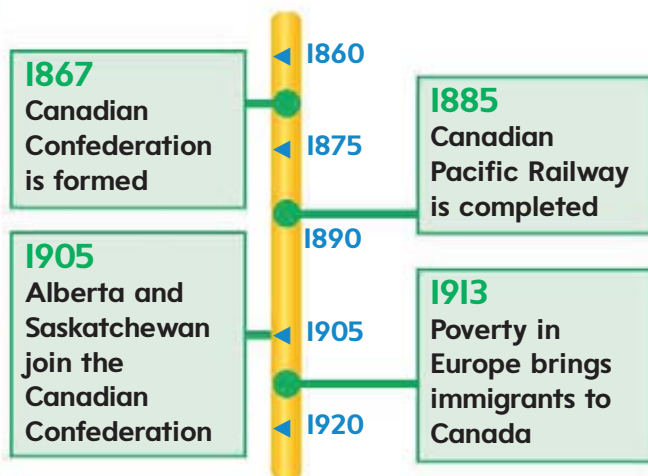 1860
1867
Canadian
Confederation
is formed
1875
1885
Canadian
Pacific Railway
is completed
1890
1905
Alberta and
Saskatchewan
join the
Canadian
Confederation
1905
1913
Poverty in
Europe brings
immigrants to
Canada
1920